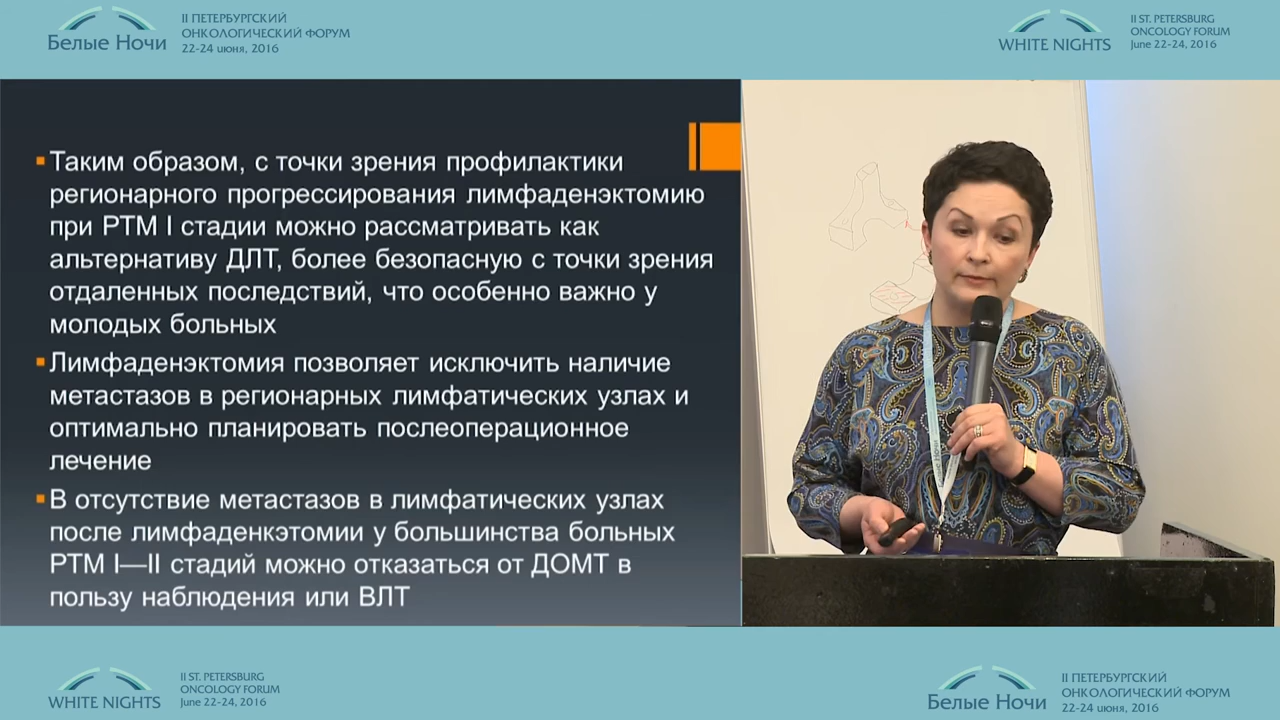 Белые Ночи
II ПЕТЕРБУРГСКИЙ
ОНКОЛОГИЧЕСКИЙ ФОРУМ
22-24 июня, 2016
WHITE NIGHTS
II ST. PETERSBURG
ONCOLOGY FORUM
June 22-24, 2016
Таким образом, с точки зрения профилактики
регионарного прогрессирования лимфаденэктомию
при РТМ I стадии можно рассматривать как
альтернативу ДЛТ, более безопасную с точки зрения
отдаленных последствий, что особенно важно у
молодых больных
Лимфаденэктомия позволяет исключить наличие
метастазов в регионарных лимфатических узлах и
оптимально планировать послеоперационное
лечение
В отсутствие метастазов в лимфатических узлах
после лимфаденкэтомии у большинства больных
РТМ I—II стадий можно отказаться от ДОМТ в
пользу наблюдения или ВЛТ
WHITE NIGHTS
II ST. PETERSBURG
ONCOLOGY FORUM
June 22-24, 2016
Белые Ночи
II ПЕТЕРБУРГСКИЙ
ОНКОЛОГИЧЕСКИЙ ФОРУМ
22-24 июня, 2016